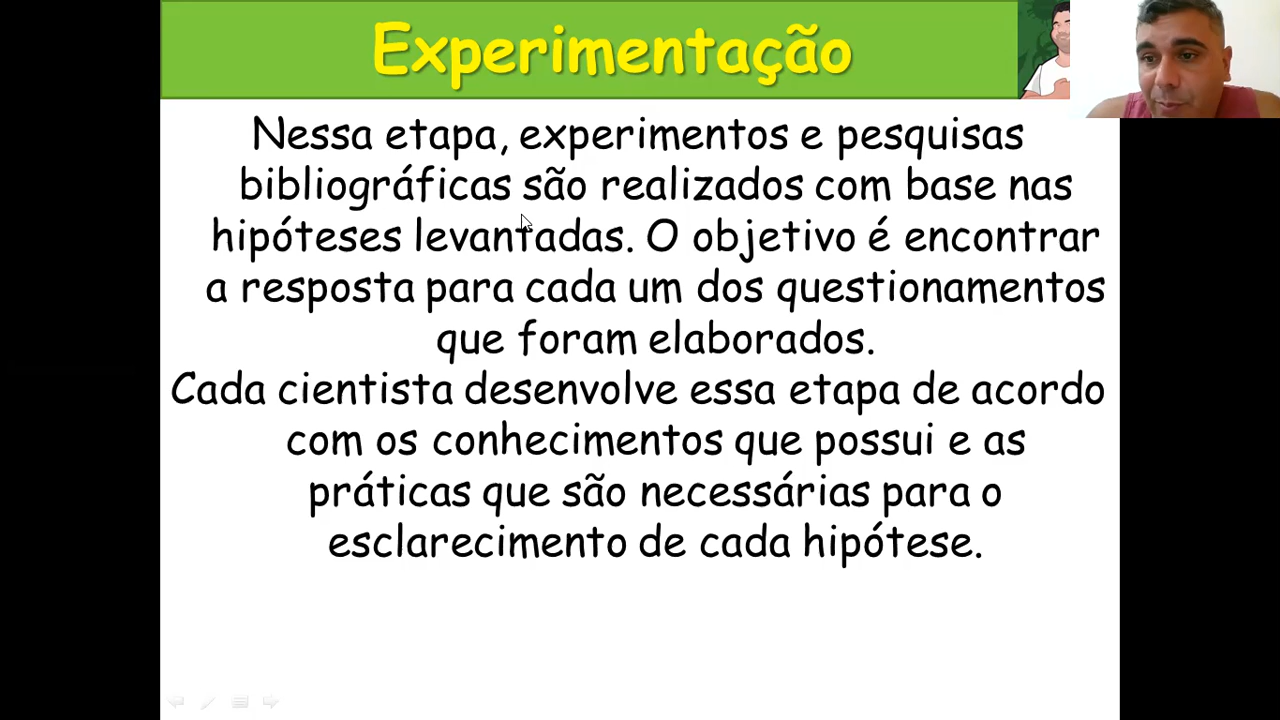 Experimentação
Nessa etapa, experimentos e pesquisas
bibliográficas são realizados com base nas
hipóteses levantadas. O objetivo é encontrar
a resposta para cada um dos questionamentos
que foram elaborados.
Cada cientista desenvolve essa etapa de acordo
com os conhecimentos que possui e as
práticas que são necessárias para o
esclarecimento de cada hipótese.